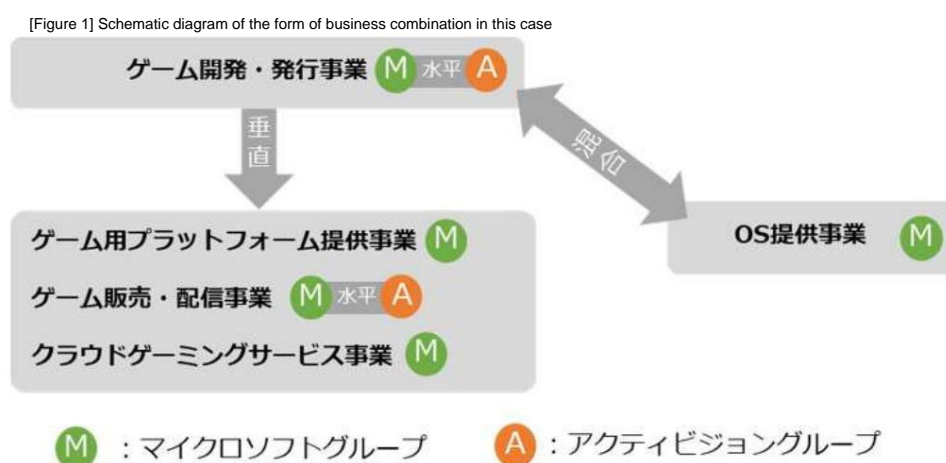 [Figure 1] Schematic diagram of the form of business combination in this case
ゲーム開発・発行事業 M 水平 A
垂直
混合
ゲーム用プラットフォーム提供事業 M
ゲーム販売・配信事業 M 水平 A
クラウドゲーミングサービス事業 M
OS提供事業 M
M ：マイクロソフトグループ
A ：アクティビジョングループ